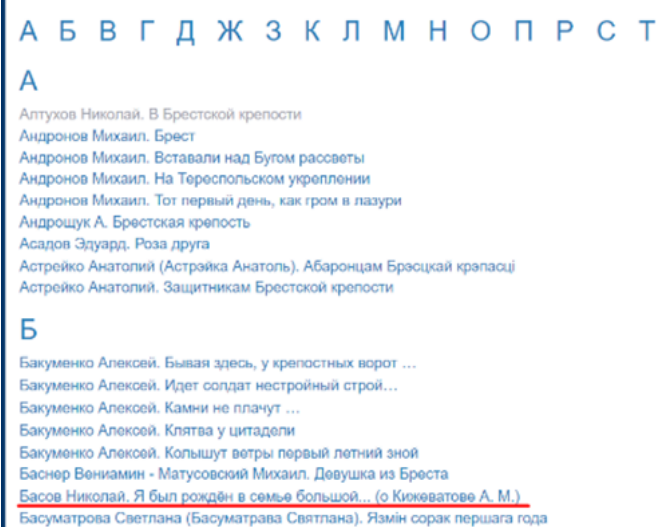 А Б В Г Д Ж З К Л М Н О П Р С Т
А
Алтухов Николай. В Брестской крепости
Андронов Михаил. Брест
Андронов Михаил. Вставали над Бугом рассветы
Андронов Михаил. На Тереспольском укреплении
Андронов Михаил. Тот первый день, как гром в лазури
Андрощук А. Брестская крепость
Асадов Эдуард. Роза друга
Астрейко Анатолий (Астрэйка Анатоль). Абаронцам Брэсцкай крэпасці
Астрейко Анатолий. Защитникам Брестской крепости
Б
Бакуменко Алексей. Бывая здесь, у крепостных ворот …
Бакуменко Алексей. Идет солдат нестройный строй…
Бакуменко Алексей. Камни не плачут …
Бакуменко Алексей. Клятва у цитадели
Бакуменко Алексей. Колышут ветры первый летний зной
Баснер Вениамин - Матусовский Михаил. Девушка из Бреста
Басов Николай. Я был рождён в семье большой... (о Кижеватове А. М.)
Басуматрова Светлана (Басуматрава Святлана). Язмін сорак першага года